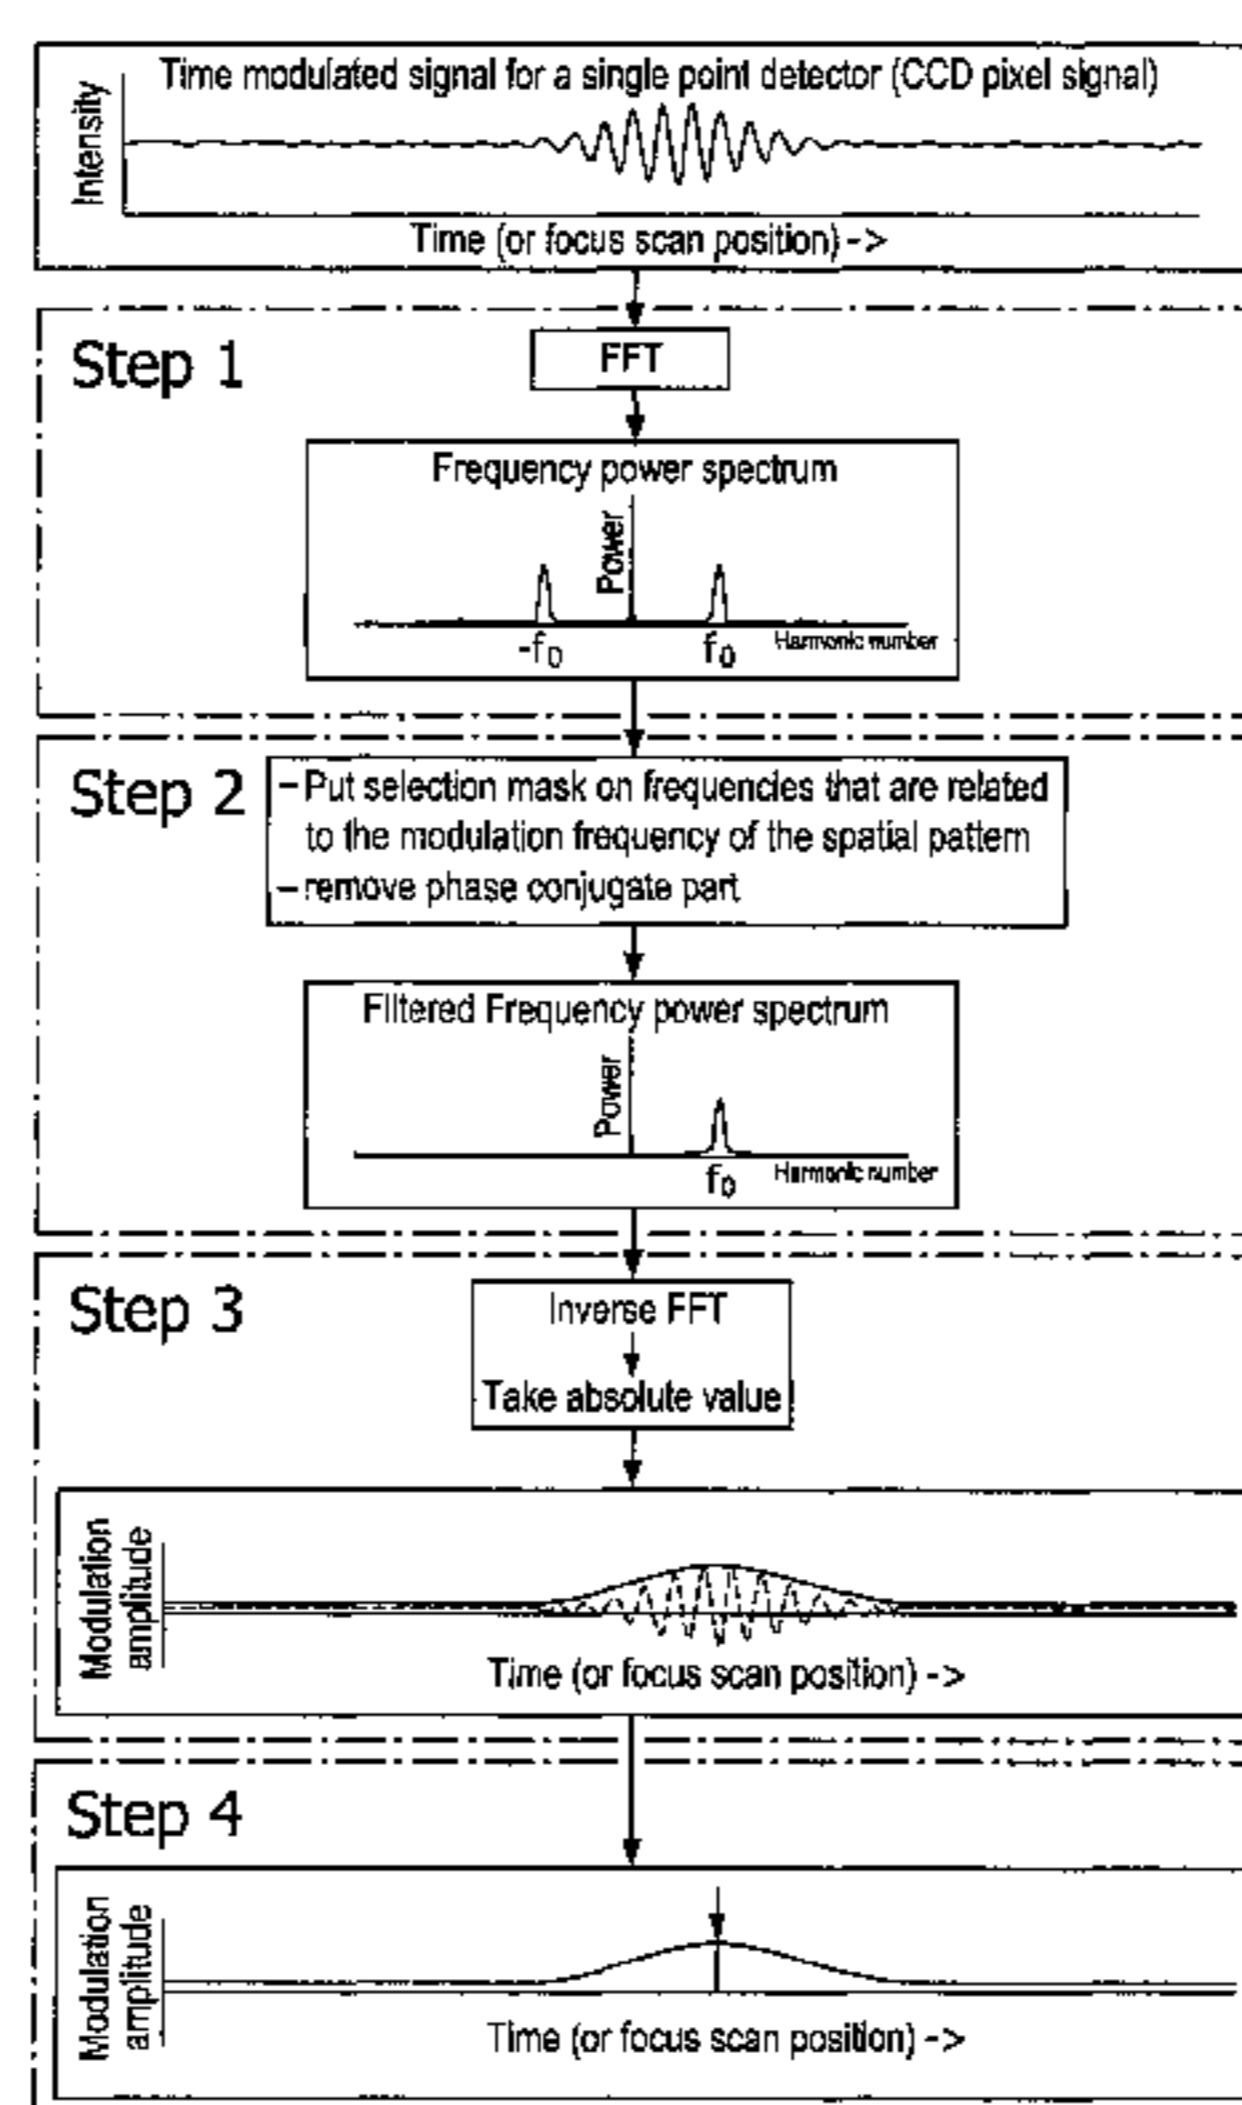 Time modulated signal for a single point detector (CCD pixel signal)
Intensity
Time (or focus scan position) ->
Step 1
FFT
Frequency power spectrum
Power
-f₀
f₀
Harmonic number
Step 2
– Put selection mask on frequencies that are related
to the modulation frequency of the spatial pattern
– remove phase conjugate part
Filtered Frequency power spectrum
Power
f₀
Harmonic number
Step 3
Inverse FFT
Take absolute value
Modulation
amplitude
Time (or focus scan position) ->
Step 4
Modulation
amplitude
Time (or focus scan position) ->